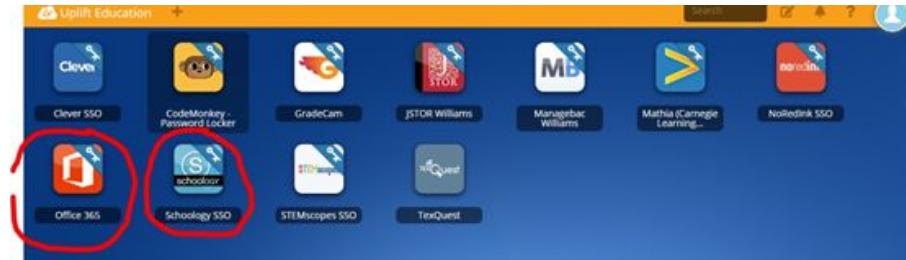 Uplift Education +
Search
?
Clever
CodeMonkey -
Password Locker
Clever SSO
GradeCam
JSTOR
JSTOR Williams
MB
Managebac
Williams
Mathia (Carnegie
Learning...
noredink
NoRedInk SSO
Office 365
S
schoology
Schoology SSO
STEMscopes
STEMscopes SSO
TexQuest
TexQuest